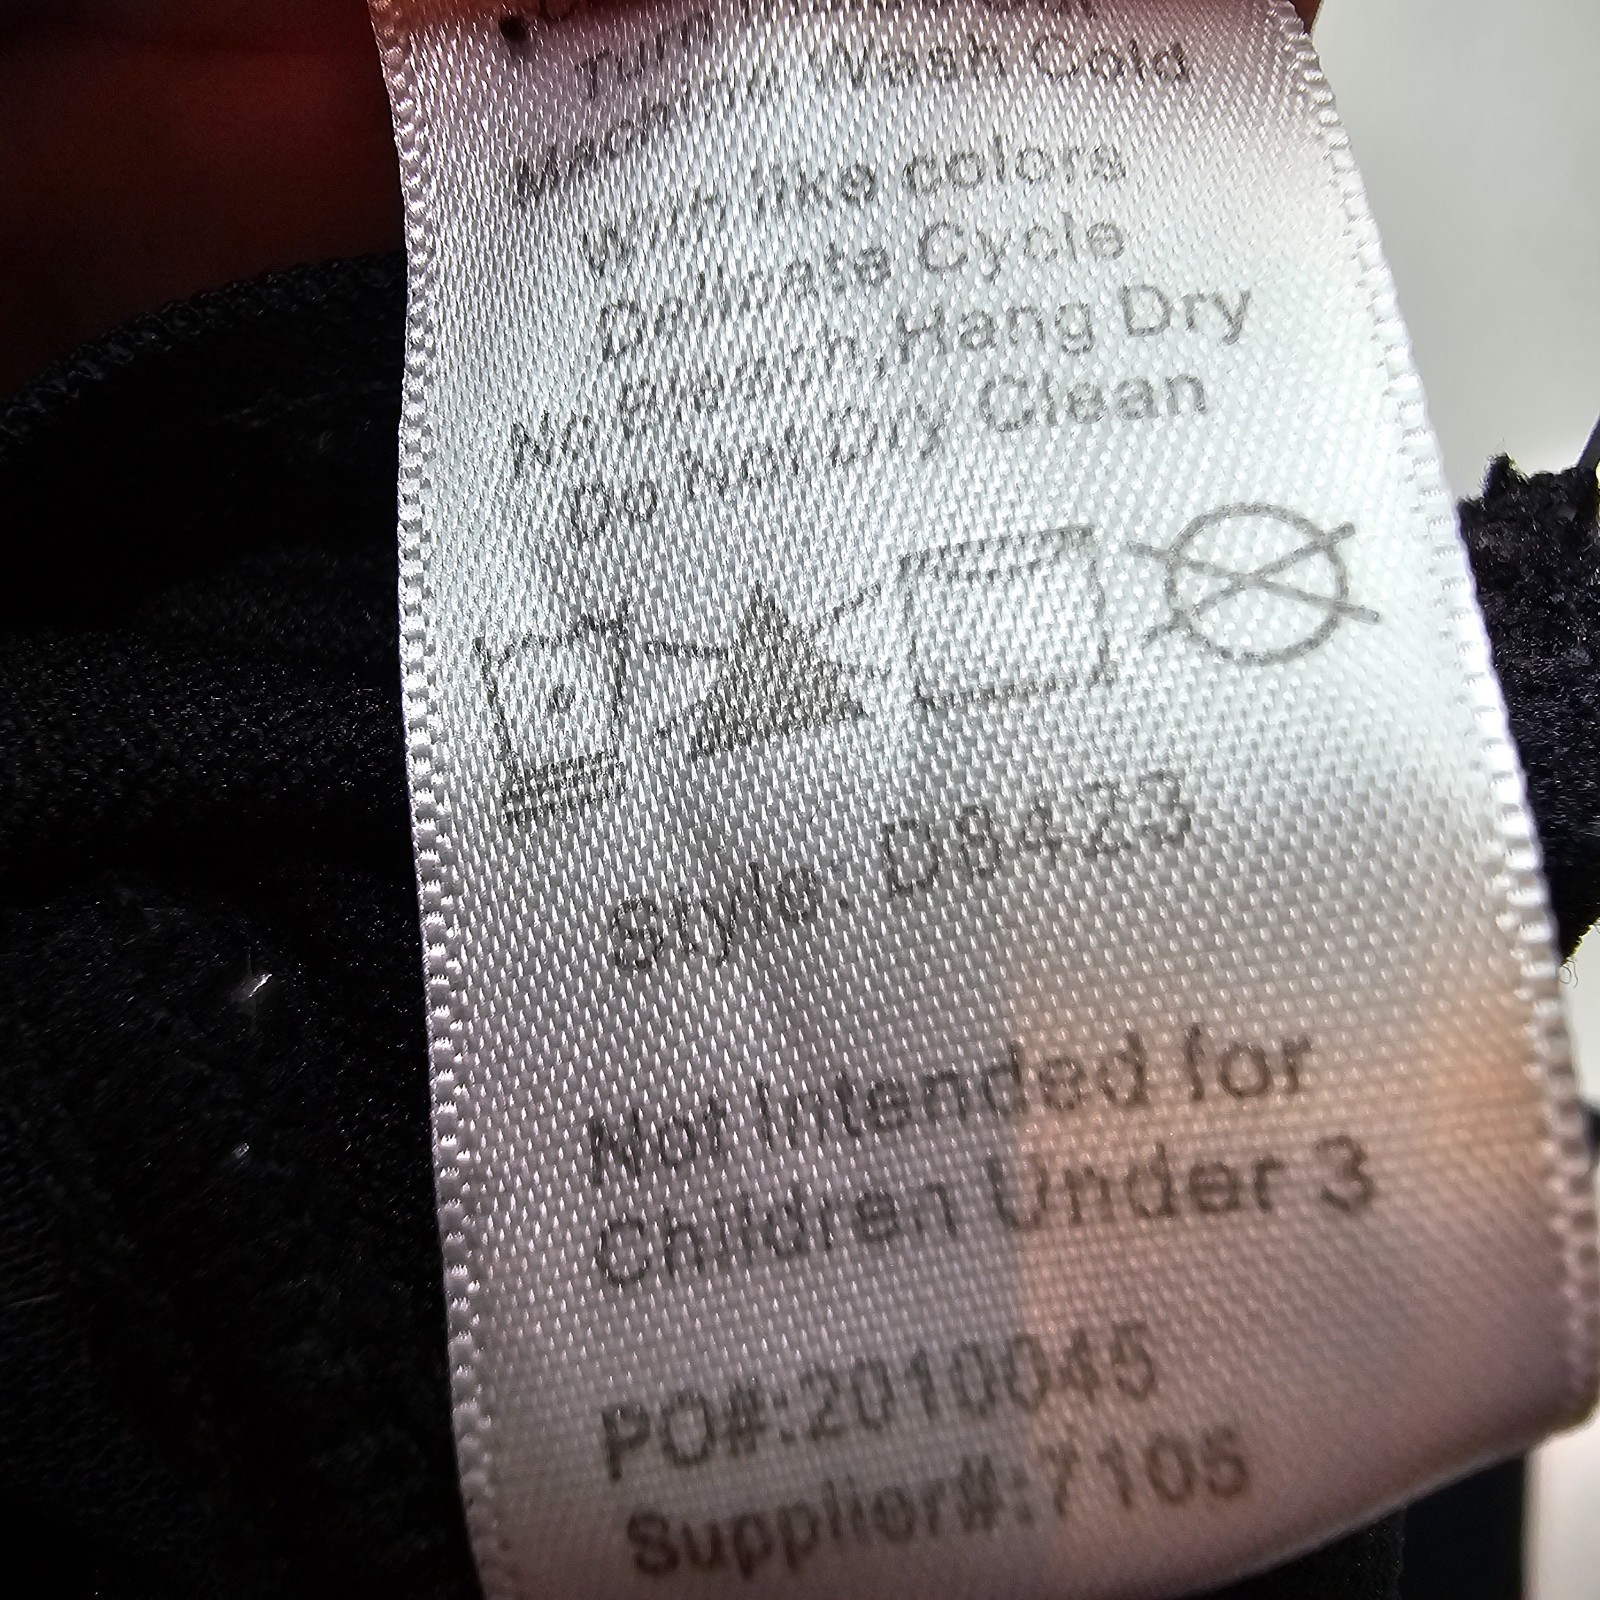 Wash Cold
With like colors
Delicate Cycle
No Bleach, Hang Dry
Do Not Dry Clean
Style: D8423
Not Intended for
Children Under 3
PO#:2010045
Supplier#:7105